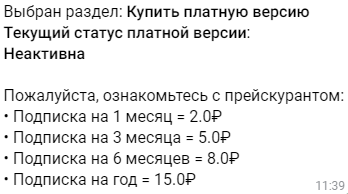 Выбран раздел: Купить платную версию
Текущий статус платной версии:
Неактивна
Пожалуйста, ознакомьтесь с прейскурантом:
• Подписка на 1 месяц = 2.0₽
• Подписка на 3 месяца = 5.0₽
• Подписка на 6 месяцев = 8.0₽
• Подписка на год = 15.0₽
11:39